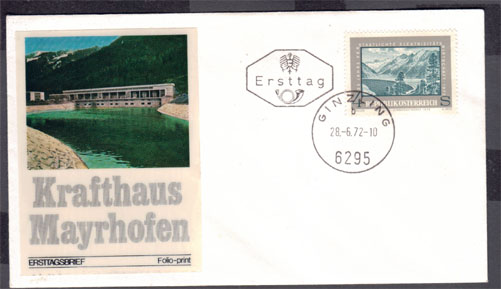 Ersttag
REPUBLIK ÖSTERREICH
S
GINZLING
b
28.-6.72-10
6295
Krafthaus
Mayrhofen
ERSTTAGSBRIEF Folio-print